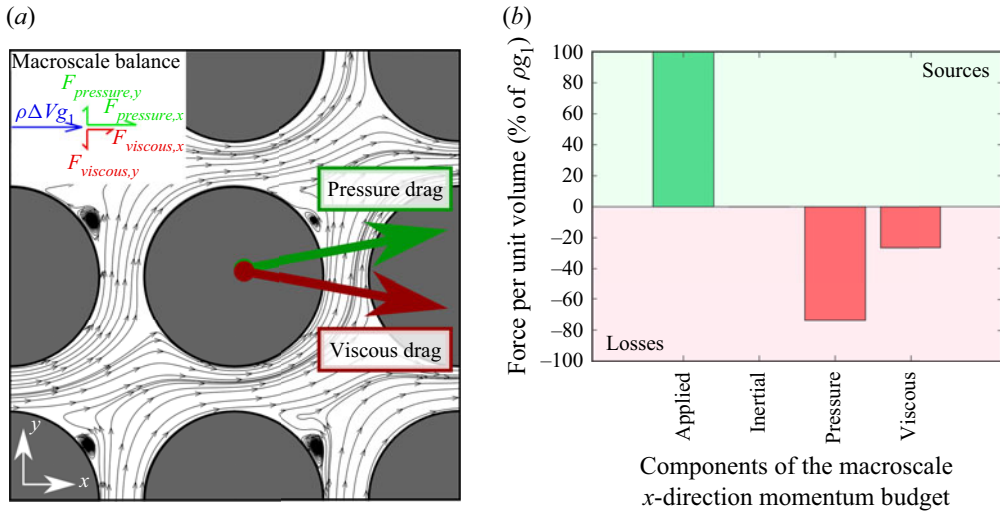 (a)
Macroscale balance
F_pressure,y
F_pressure,x
ρΔVg₁
F_viscous,x
F_viscous,y
Pressure drag
Viscous drag
y
x
(b)
Force per unit volume (% of ρg₁)
100
80
60
40
20
0
−20
−40
−60
−80
−100
Sources
Losses
Applied
Inertial
Pressure
Viscous
Components of the macroscale
x-direction momentum budget